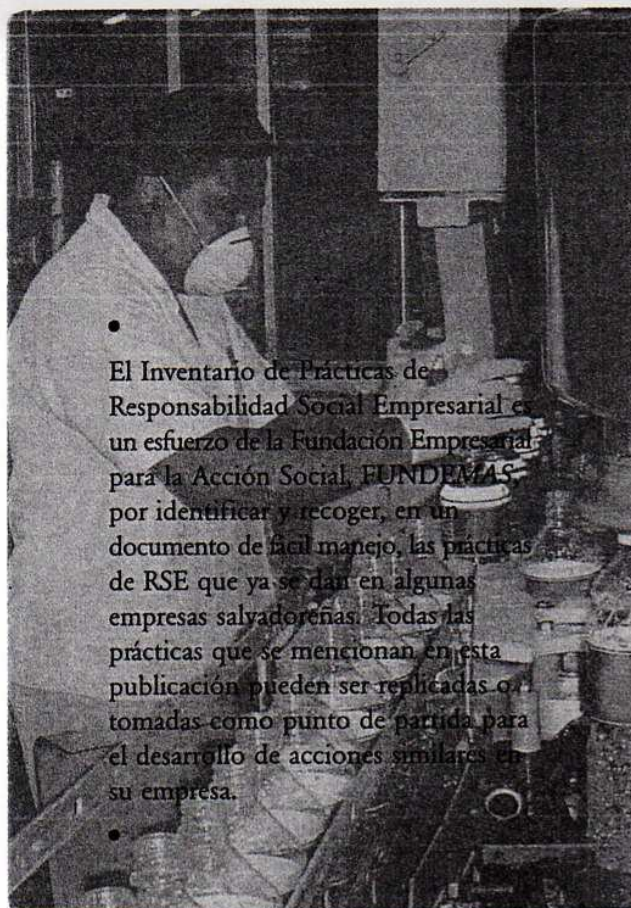 •
El Inventario de Prácticas de
Responsabilidad Social Empresarial es
un esfuerzo de la Fundación Empresarial
para la Acción Social, FUNDEMAS,
por identificar y recoger, en un
documento de fácil manejo, las prácticas
de RSE que ya se dan en algunas
empresas salvadoreñas. Todas las
prácticas que se mencionan en esta
publicación pueden ser replicadas o
tomadas como punto de partida para
el desarrollo de acciones similares en
su empresa.
•